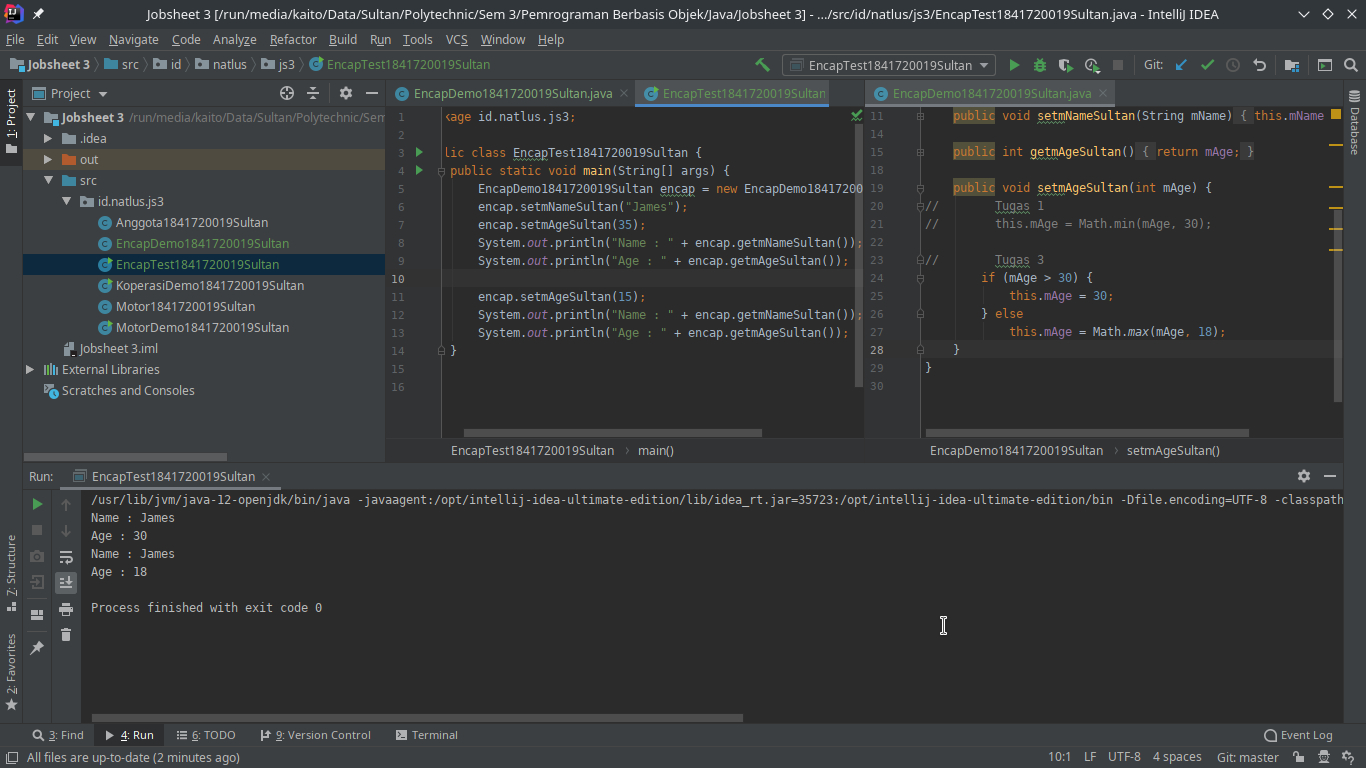 Jobsheet 3 [/run/media/kaito/Data/Sultan/Polytechnic/Sem 3/Pemrograman Berbasis Objek/Java/Jobsheet 3] - .../src/id/natlus/js3/EncapTest1841720019Sultan.java - IntelliJ IDEA
File Edit View Navigate Code Analyze Refactor Build Run Tools VCS Window Help
Jobsheet 3 src id natlus js3 EncapTest1841720019Sultan
EncapTest1841720019Sultan Git:
1: Project
Project
Jobsheet 3 /run/media/kaito/Data/Sultan/Polytechnic/Sem
.idea
out
src
id.natlus.js3
Anggota1841720019Sultan
EncapDemo1841720019Sultan
EncapTest1841720019Sultan
KoperasiDemo1841720019Sultan
Motor1841720019Sultan
MotorDemo1841720019Sultan
Jobsheet 3.iml
External Libraries
Scratches and Consoles
EncapDemo1841720019Sultan.java EncapTest1841720019Sultan
1 kage id.natlus.js3;
2
3 lic class EncapTest1841720019Sultan {
4 public static void main(String[] args) {
5 EncapDemo1841720019Sultan encap = new EncapDemo18417200
6 encap.setmNameSultan("James");
7 encap.setmAgeSultan(35);
8 System.out.println("Name : " + encap.getmNameSultan());
9 System.out.println("Age : " + encap.getmAgeSultan());
10
11 encap.setmAgeSultan(15);
12 System.out.println("Name : " + encap.getmNameSultan());
13 System.out.println("Age : " + encap.getmAgeSultan());
14 }
15
16
EncapTest1841720019Sultan main()
EncapDemo1841720019Sultan.java
11 public void setmNameSultan(String mName) { this.mName
14
15 public int getmAgeSultan() { return mAge; }
18
19 public void setmAgeSultan(int mAge) {
20 // Tugas 1
21 // this.mAge = Math.min(mAge, 30);
22
23 // Tugas 3
24 if (mAge > 30) {
25 this.mAge = 30;
26 } else
27 this.mAge = Math.max(mAge, 18);
28 }
29 }
30
EncapDemo1841720019Sultan setmAgeSultan()
Database
Run: EncapTest1841720019Sultan
/usr/lib/jvm/java-12-openjdk/bin/java -javaagent:/opt/intellij-idea-ultimate-edition/lib/idea_rt.jar=35723:/opt/intellij-idea-ultimate-edition/bin -Dfile.encoding=UTF-8 -classpath
Name : James
Age : 30
Name : James
Age : 18
Process finished with exit code 0
7: Structure
2: Favorites
3: Find 4: Run 6: TODO 9: Version Control Terminal Event Log
All files are up-to-date (2 minutes ago) 10:1 LF UTF-8 4 spaces Git: master